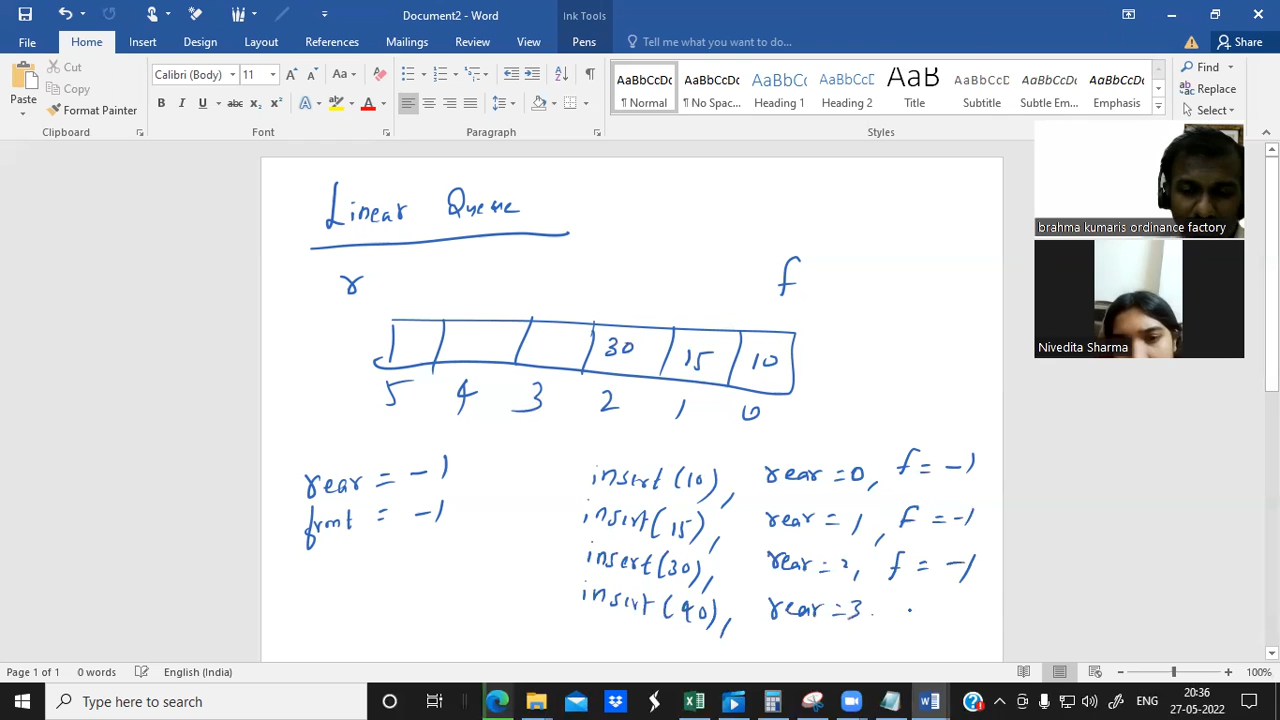 Document2 - Word
Ink Tools
File Home Insert Design Layout References Mailings Review View Pens Tell me what you want to do... Share
Paste Cut Copy Format Painter
Calibri (Body) 11
AaBbCcDc AaBbCcDc AaBbCc AaBbCcC AaB AaBbCcD AaBbCcDc AaBbCcDc
¶ Normal ¶ No Spac... Heading 1 Heading 2 Title Subtitle Subtle Em... Emphasis
Find Replace Select
Clipboard Font Paragraph Styles
brahma kumaris ordinance factory
Nivedita Sharma
Linear Queue
r f
30 15 10
5 4 3 2 1 0
rear = -1
front = -1
insert(10), rear = 0, f = -1
insert(15), rear = 1, f = -1
insert(30), rear = 2, f = -1
insert(40), rear = 3
Page 1 of 1 0 words English (India) 100%
Type here to search
ENG
20:36
27-05-2022